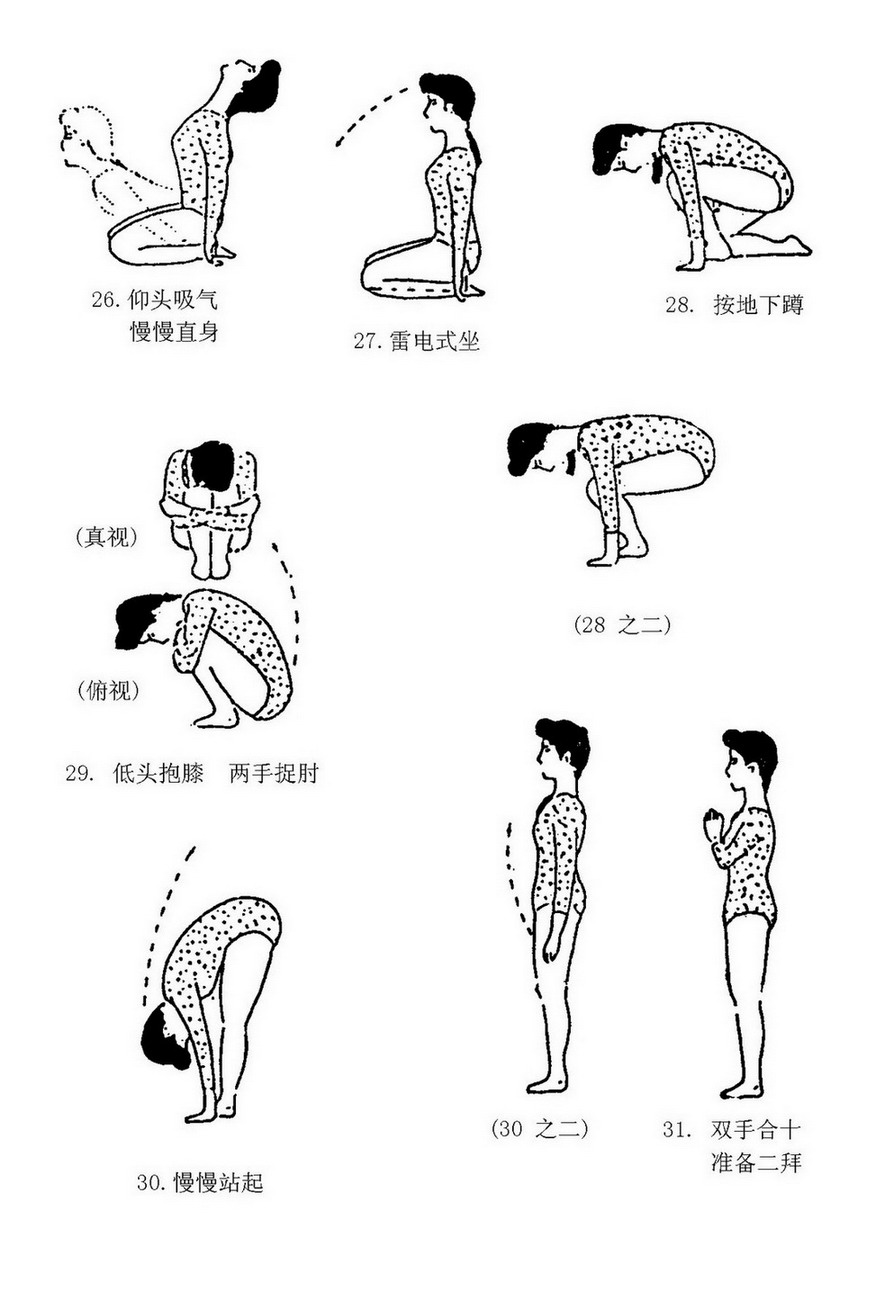 26.仰头吸气
慢慢直身
27.雷电式坐
28. 按地下蹲
(真视)
(俯视)
29. 低头抱膝 两手捉肘
(28 之二)
30.慢慢站起
(30 之二)
31. 双手合十
准备二拜